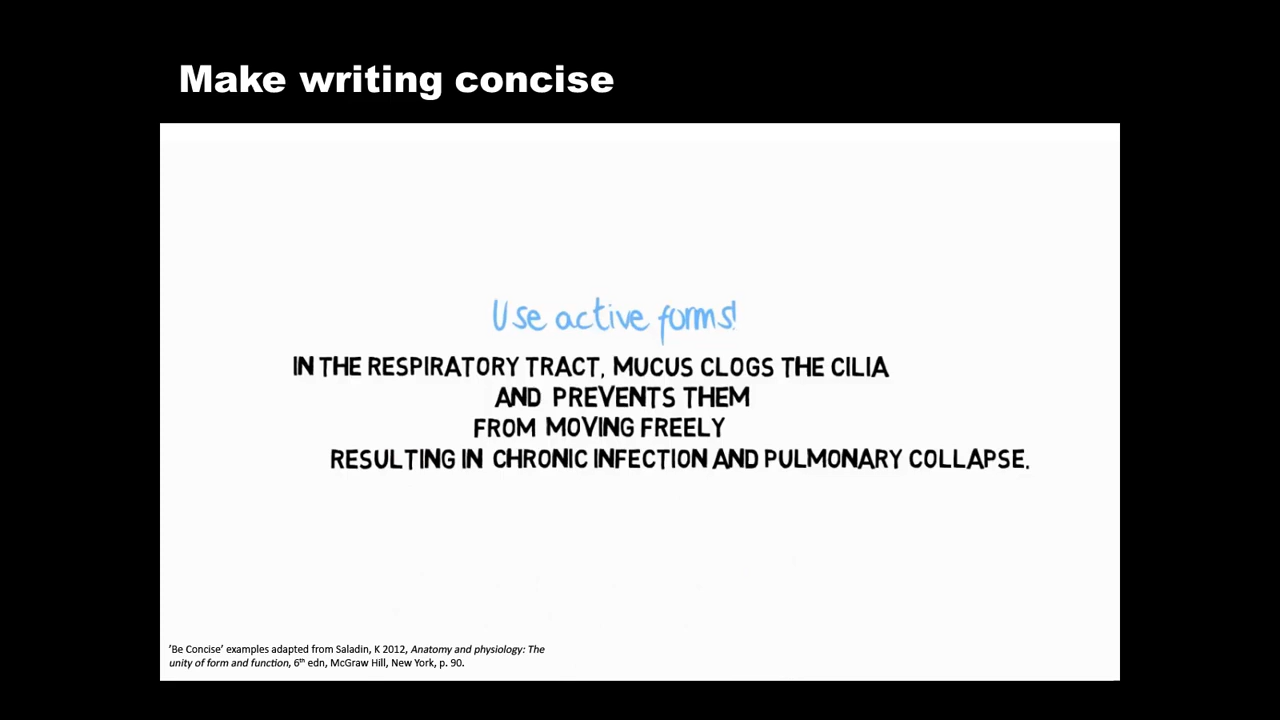 Make writing concise
Use active forms!
IN THE RESPIRATORY TRACT, MUCUS CLOGS THE CILIA
AND PREVENTS THEM
FROM MOVING FREELY
RESULTING IN CHRONIC INFECTION AND PULMONARY COLLAPSE.
'Be Concise' examples adapted from Saladin, K 2012, Anatomy and physiology: The
unity of form and function, 6th edn, McGraw Hill, New York, p. 90.